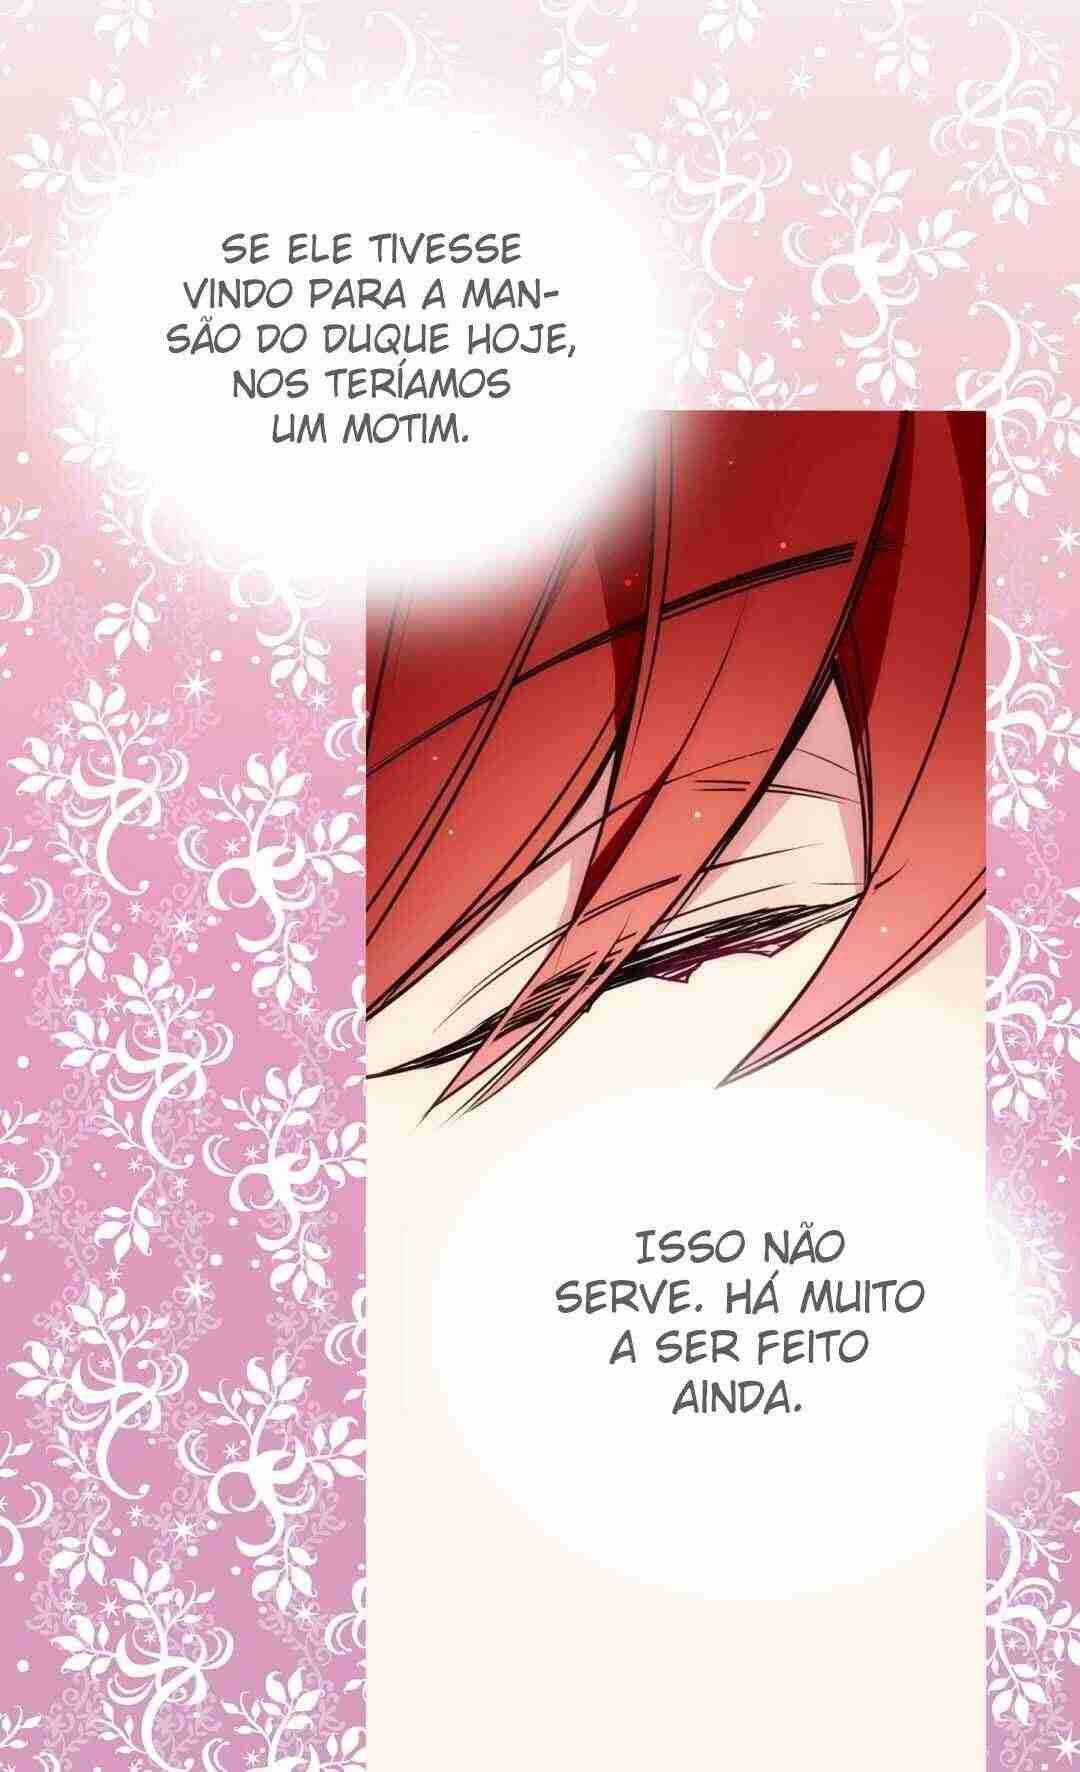 SE ELE TIVESSE
VINDO PARA A MAN-
SÃO DO DUQUE HOJE,
NOS TERÍAMOS
UM MOTIM.
ISSO NÃO
SERVE. HÁ MUITO
A SER FEITO
AINDA.